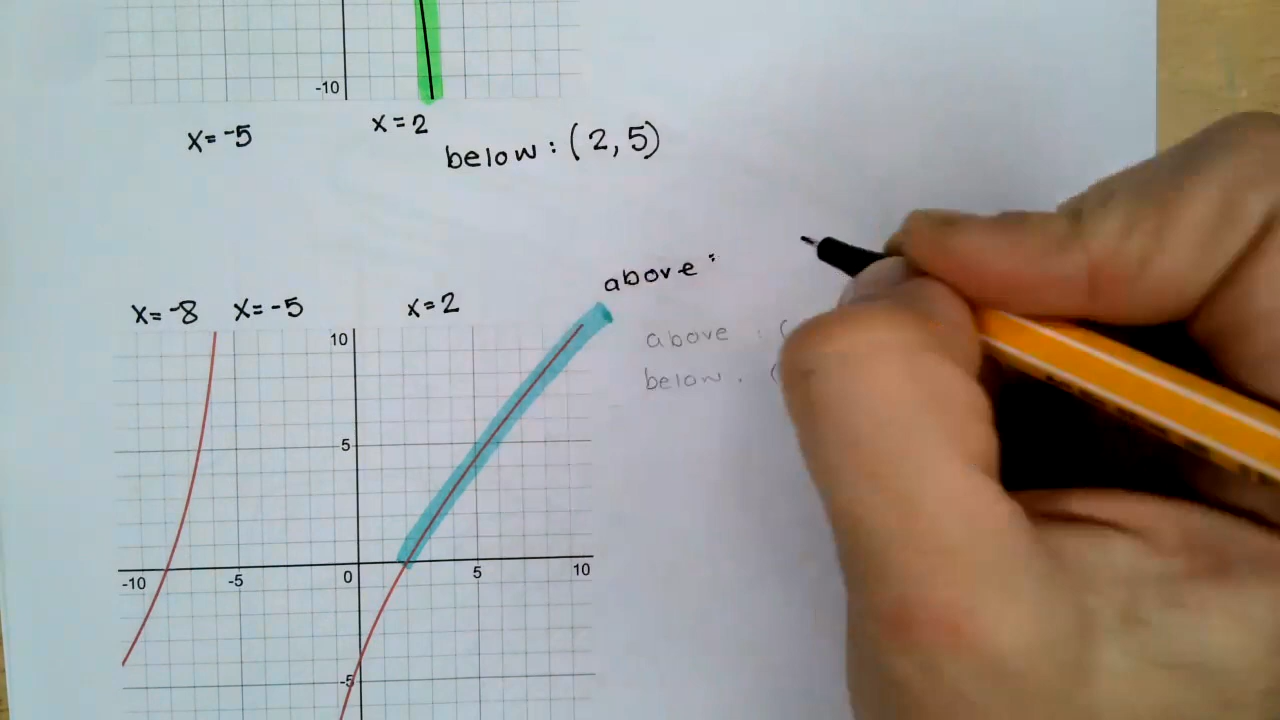 -10
x=-5
x=2
below: (2,5)
above:
x=-8 x=-5 x=2
above : (
below. (
10
5
-10 -5 0 5 10
-5